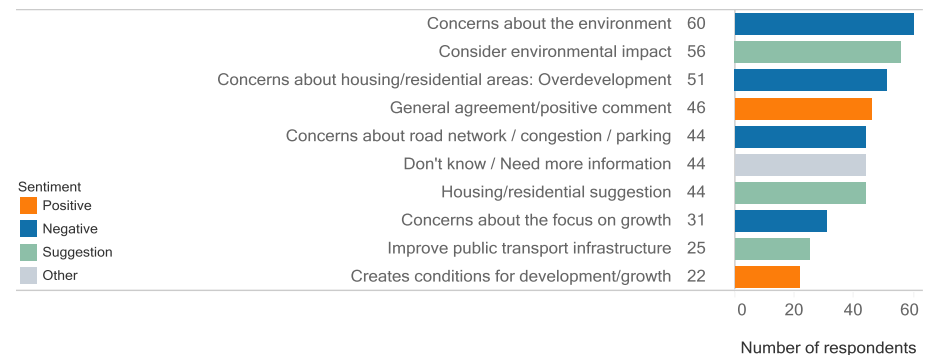 Concerns about the environment 60
Consider environmental impact 56
Concerns about housing/residential areas: Overdevelopment 51
General agreement/positive comment 46
Concerns about road network / congestion / parking 44
Don't know / Need more information 44
Housing/residential suggestion 44
Concerns about the focus on growth 31
Improve public transport infrastructure 25
Creates conditions for development/growth 22
Sentiment
Positive
Negative
Suggestion
Other
0 20 40 60
Number of respondents